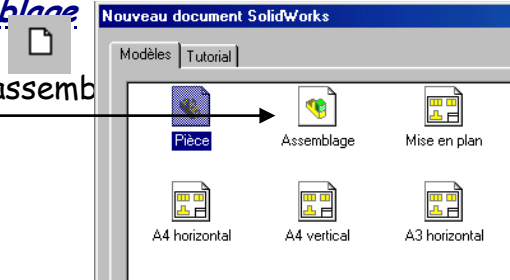 blage
assemb
Nouveau document SolidWorks
Modèles Tutorial
Pièce Assemblage Mise en plan
A4 horizontal A4 vertical A3 horizontal